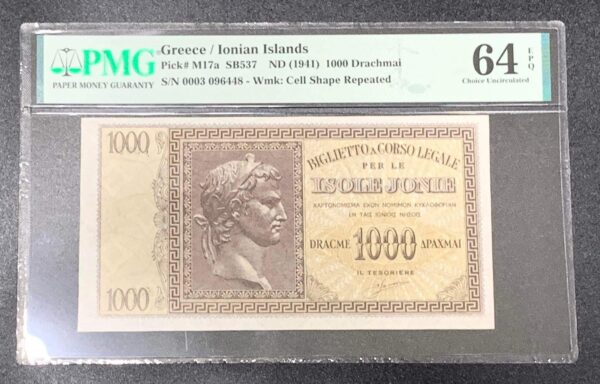 PMG
PAPER MONEY GUARANTY
Greece / Ionian Islands
Pick# M17a SB537 ND (1941) 1000 Drachmai
S/N 0003 096448 - Wmk: Cell Shape Repeated
64 EPQ
Choice Uncirculated
1000
BIGLIETTO A CORSO LEGALE
PER LE
ISOLE JONIE
ΧΑΡΤΟΝΟΜΙΣΜΑ ΕΧΟΝ ΝΟΜΙΜΟΝ ΚΥΚΛΟΦΟΡΙΑΝ
ΕΝ ΤΑΙΣ ΙΟΝΙΟΙΣ ΝΗΣΟΙΣ
DRACME 1000 ΔΡΑΧΜΑΙ
IL TESORIERE
1000